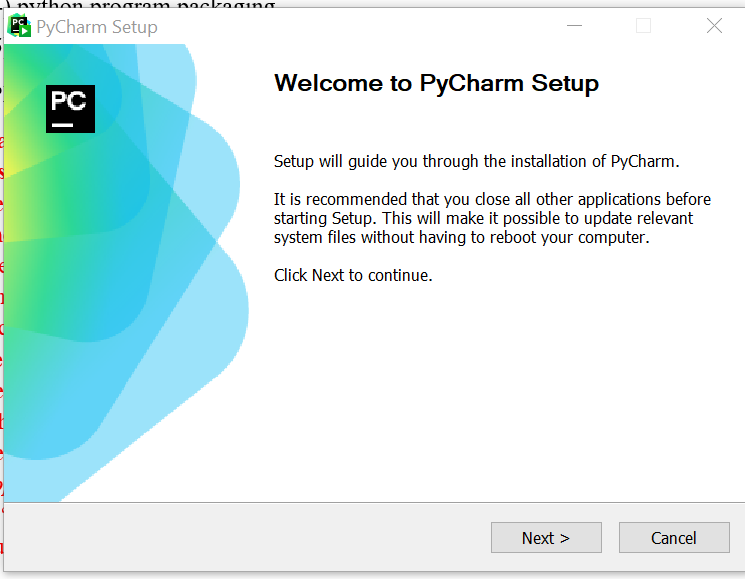 ) python program packaging
PyCharm Setup
PC
Welcome to PyCharm Setup
Setup will guide you through the installation of PyCharm.
It is recommended that you close all other applications before
starting Setup. This will make it possible to update relevant
system files without having to reboot your computer.
Click Next to continue.
Next >
Cancel